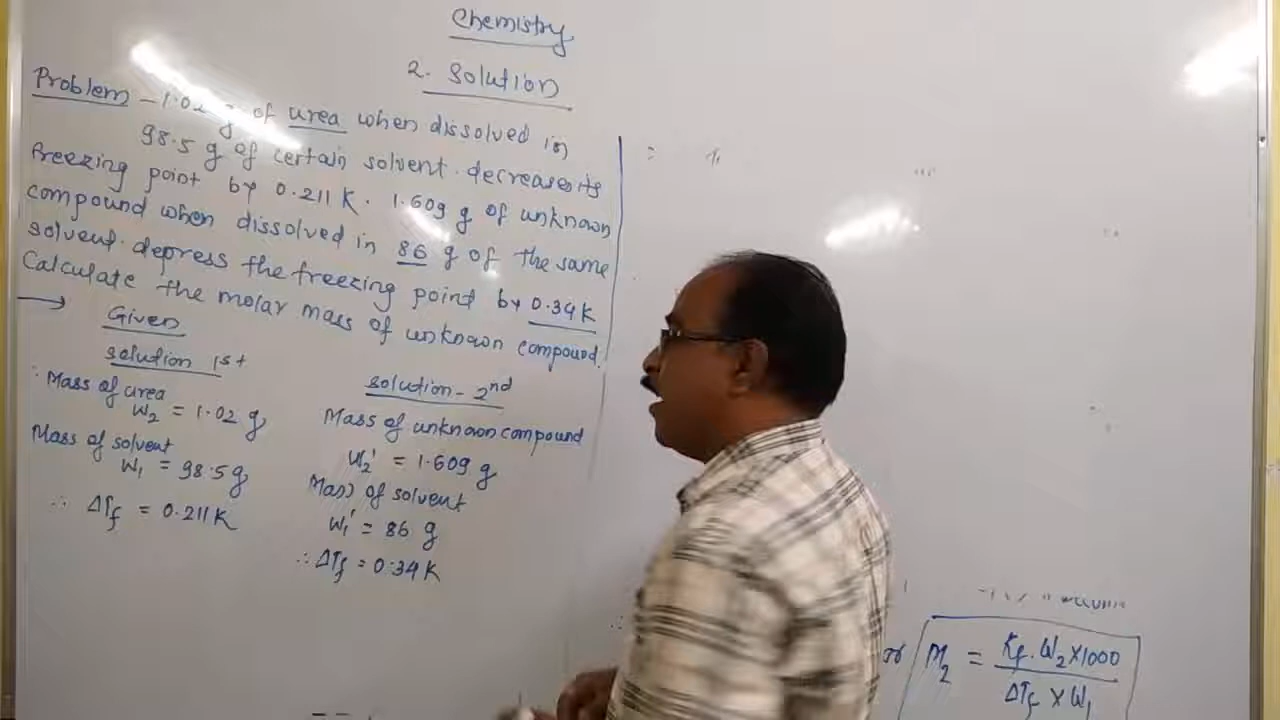 Chemistry
2. Solution
Problem - 1.02 g of urea when dissolved in
98.5 g of certain solvent. decreases its
freezing point by 0.211 K. 1.609 g of unknown
compound when dissolved in 86 g of the same
solvent. depress the freezing point by 0.34 K
Calculate the molar mass of unknown compound.
→ Given
solution 1st
Mass of urea
W₂ = 1.02 g
Mass of solvent
W₁ = 98.5 g
∴ ΔTf = 0.211 K
solution - 2nd
Mass of unknown compound
W₂' = 1.609 g
Mass of solvent
W₁' = 86 g
∴ ΔTf = 0.34 K
or M₂ = Kf . W₂ × 1000
ΔTf × W₁